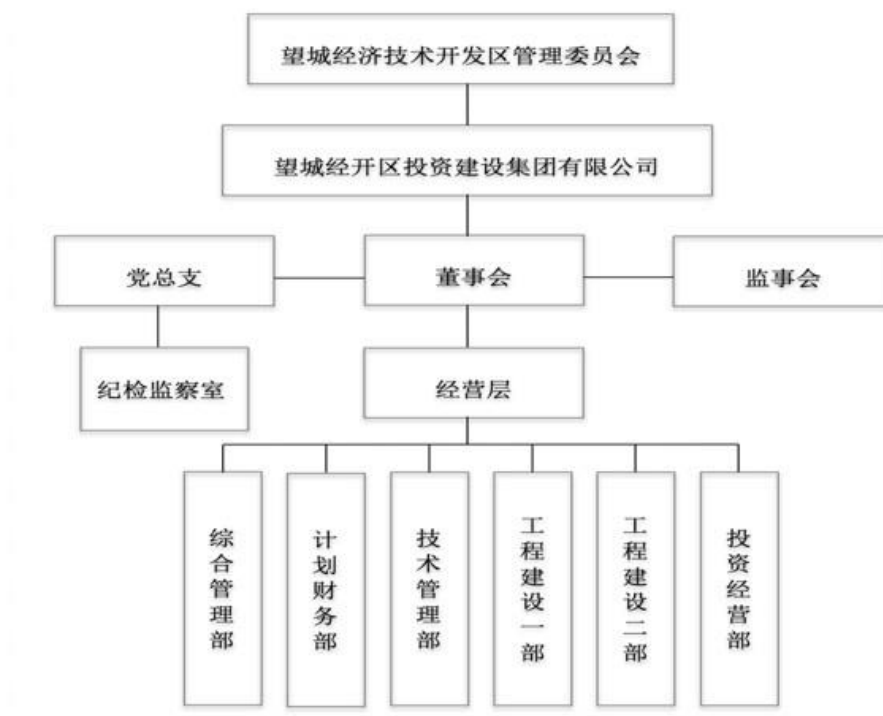 望城经济技术开发区管理委员会
望城经开区投资建设集团有限公司
党总支
董事会
监事会
纪检监察室
经营层
综合管理部
计划财务部
技术管理部
工程建设一部
工程建设二部
投资经营部